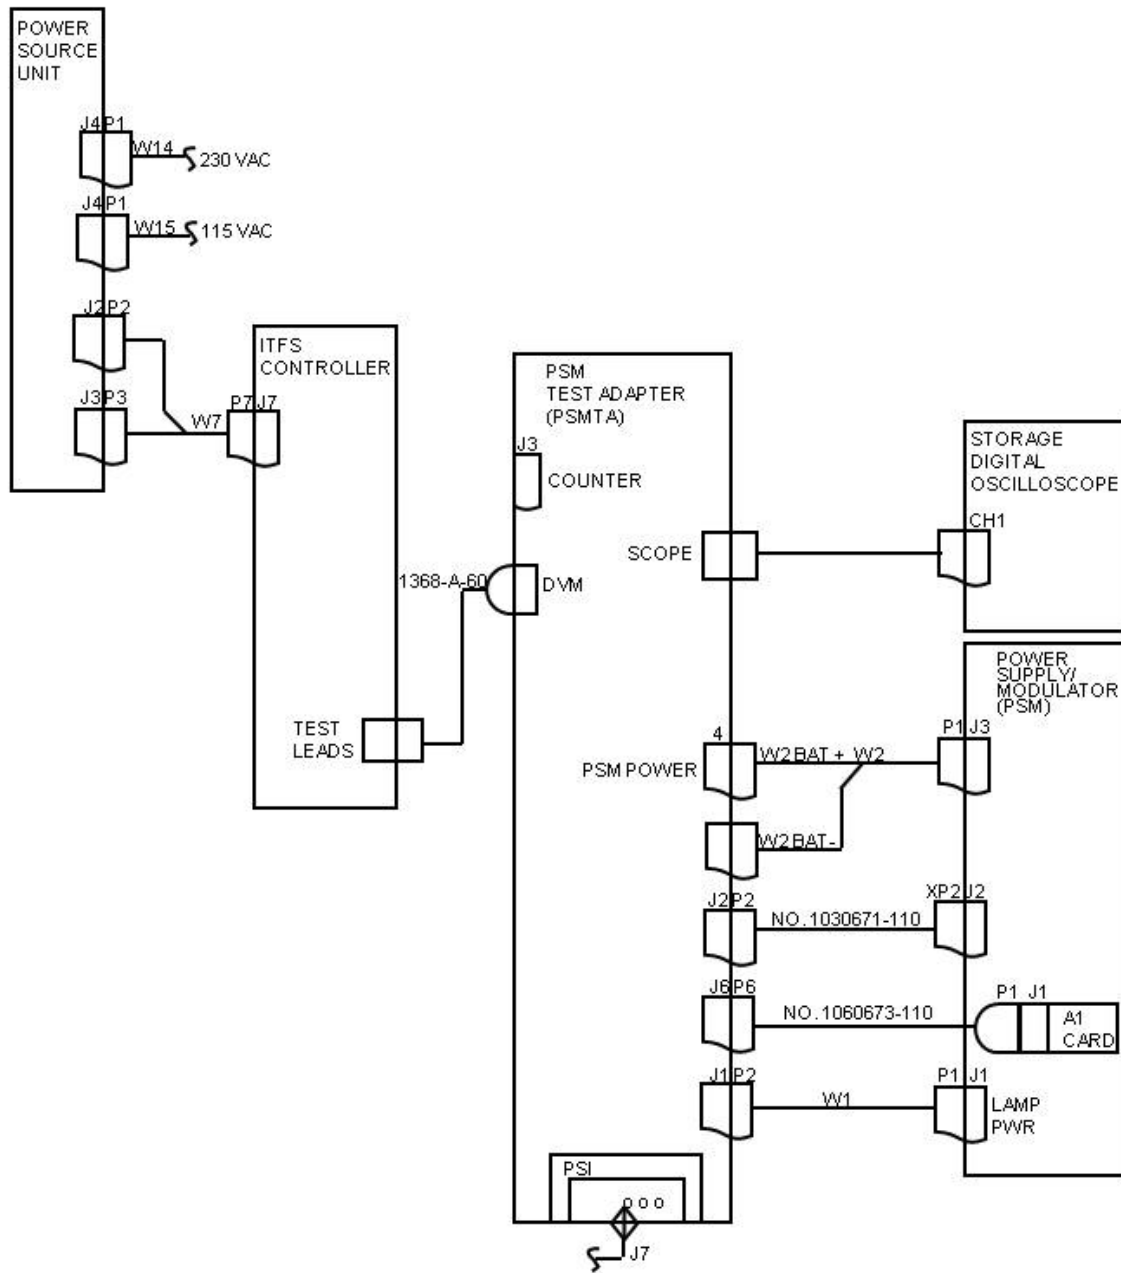 POWER
SOURCE
UNIT
J4 P1
W14
230 VAC
J4 P1
W15
115 VAC
J2 P2
J3 P3
W7
P7 J7
ITFS
CONTROLLER
TEST
LEADS
1368-A-60
PSM
TEST ADAPTER
(PSMTA)
J3
COUNTER
DVM
SCOPE
STORAGE
DIGITAL
OSCILLOSCOPE
CH1
POWER
SUPPLY/
MODULATOR
(PSM)
4
PSM POWER
W2 BAT + W2
P1 J3
W2 BAT-
J2 P2
NO.1030671-110
XP2 J2
J6 P6
NO.1060673-110
P1 J1
A1
CARD
J1 P2
W1
P1 J1
LAMP
PWR
PSI
J7